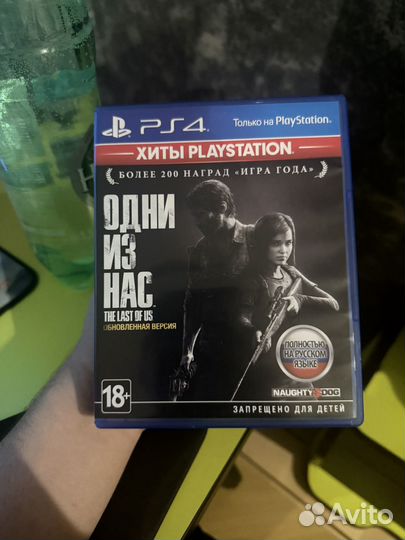 PS4
Только на PlayStation
ХИТЫ PLAYSTATION
БОЛЕЕ 200 НАГРАД «ИГРА ГОДА»
ОДНИ
ИЗ
НАС
THE LAST OF US
ОБНОВЛЕННАЯ ВЕРСИЯ
ПОЛНОСТЬЮ
НА РУССКОМ
ЯЗЫКЕ
18+
NAUGHTY DOG
ЗАПРЕЩЕНО ДЛЯ ДЕТЕЙ
Avito